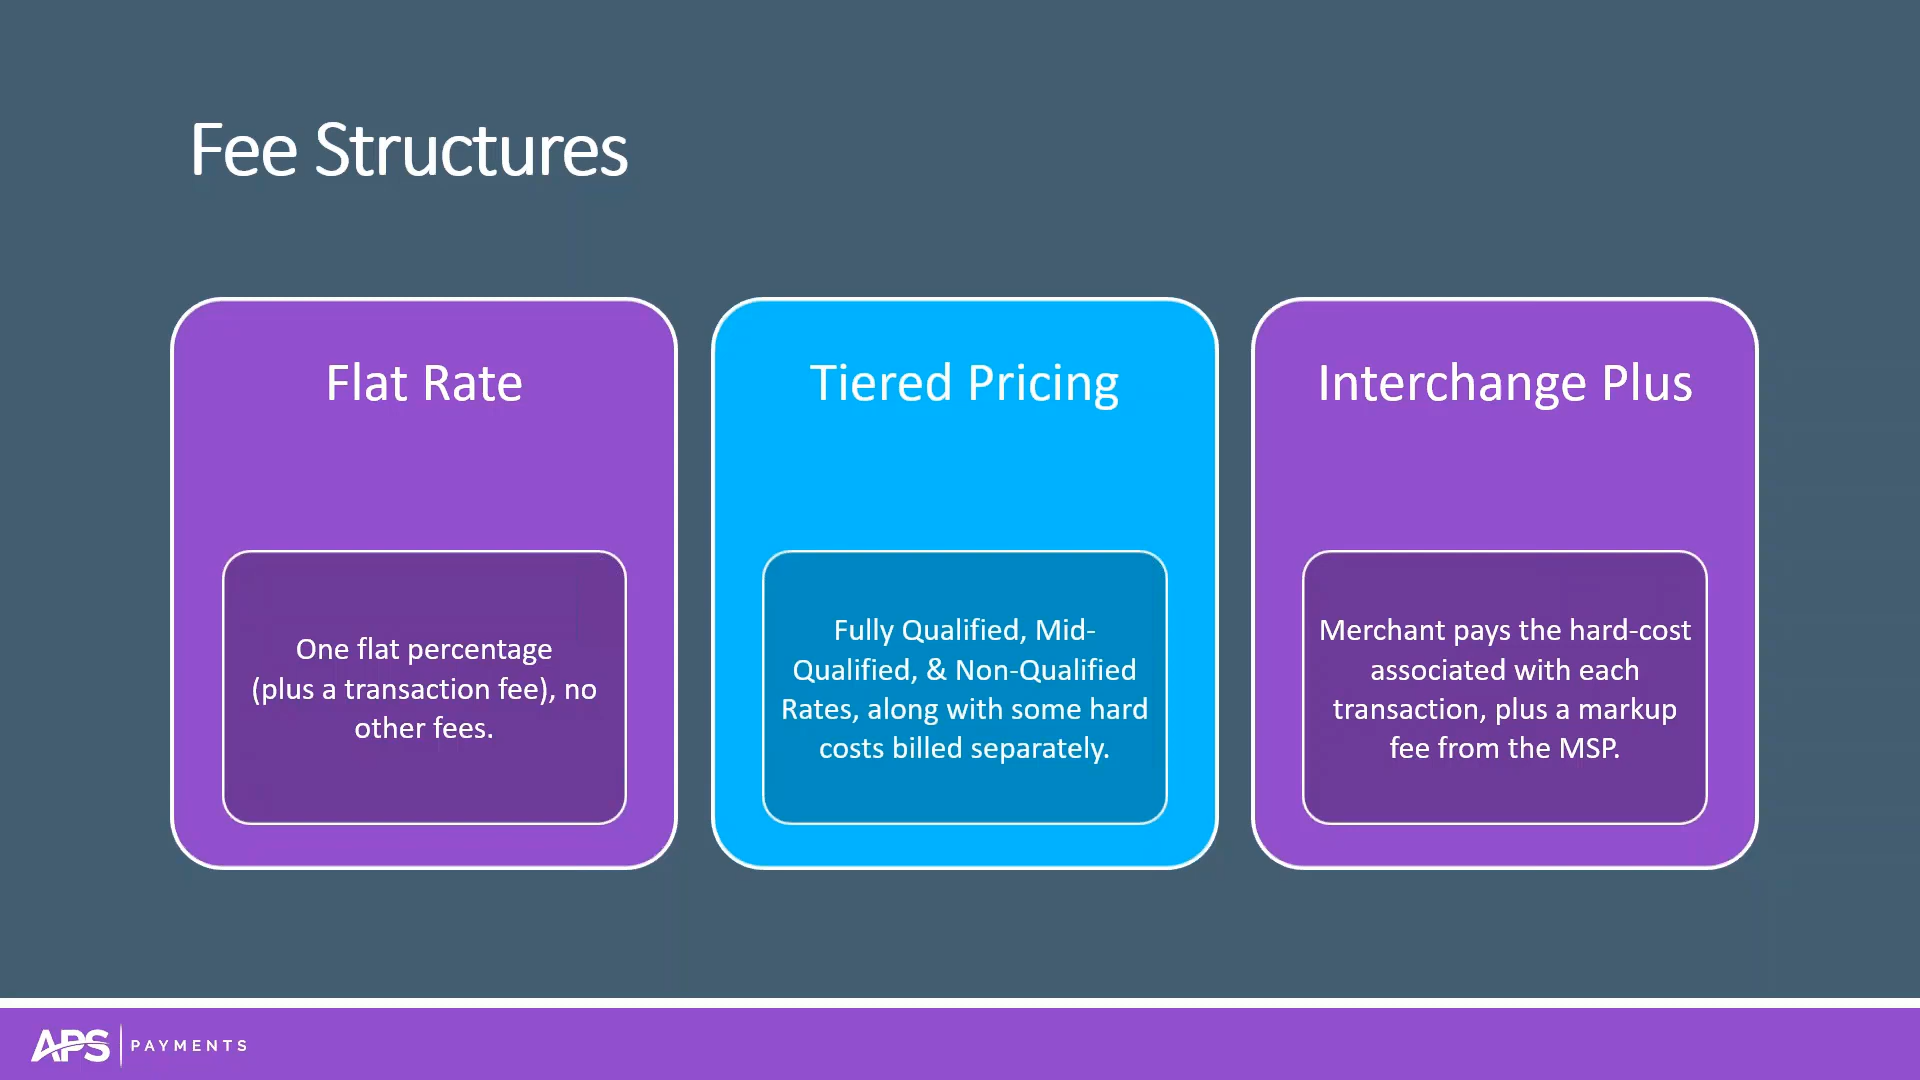 Fee Structures
Flat Rate
One flat percentage
(plus a transaction fee), no
other fees.
Tiered Pricing
Fully Qualified, Mid-
Qualified, & Non-Qualified
Rates, along with some hard
costs billed separately.
Interchange Plus
Merchant pays the hard-cost
associated with each
transaction, plus a markup
fee from the MSP.
APS PAYMENTS